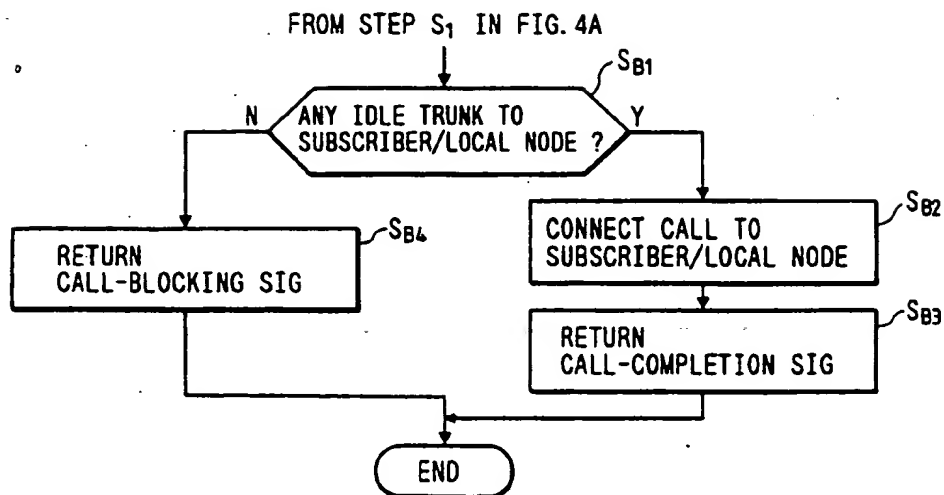 FROM STEP S1 IN FIG. 4A
SB1
N
ANY IDLE TRUNK TO
SUBSCRIBER/LOCAL NODE ?
Y
SB2
CONNECT CALL TO
SUBSCRIBER/LOCAL NODE
SB4
RETURN
CALL-BLOCKING SIG
SB3
RETURN
CALL-COMPLETION SIG
END